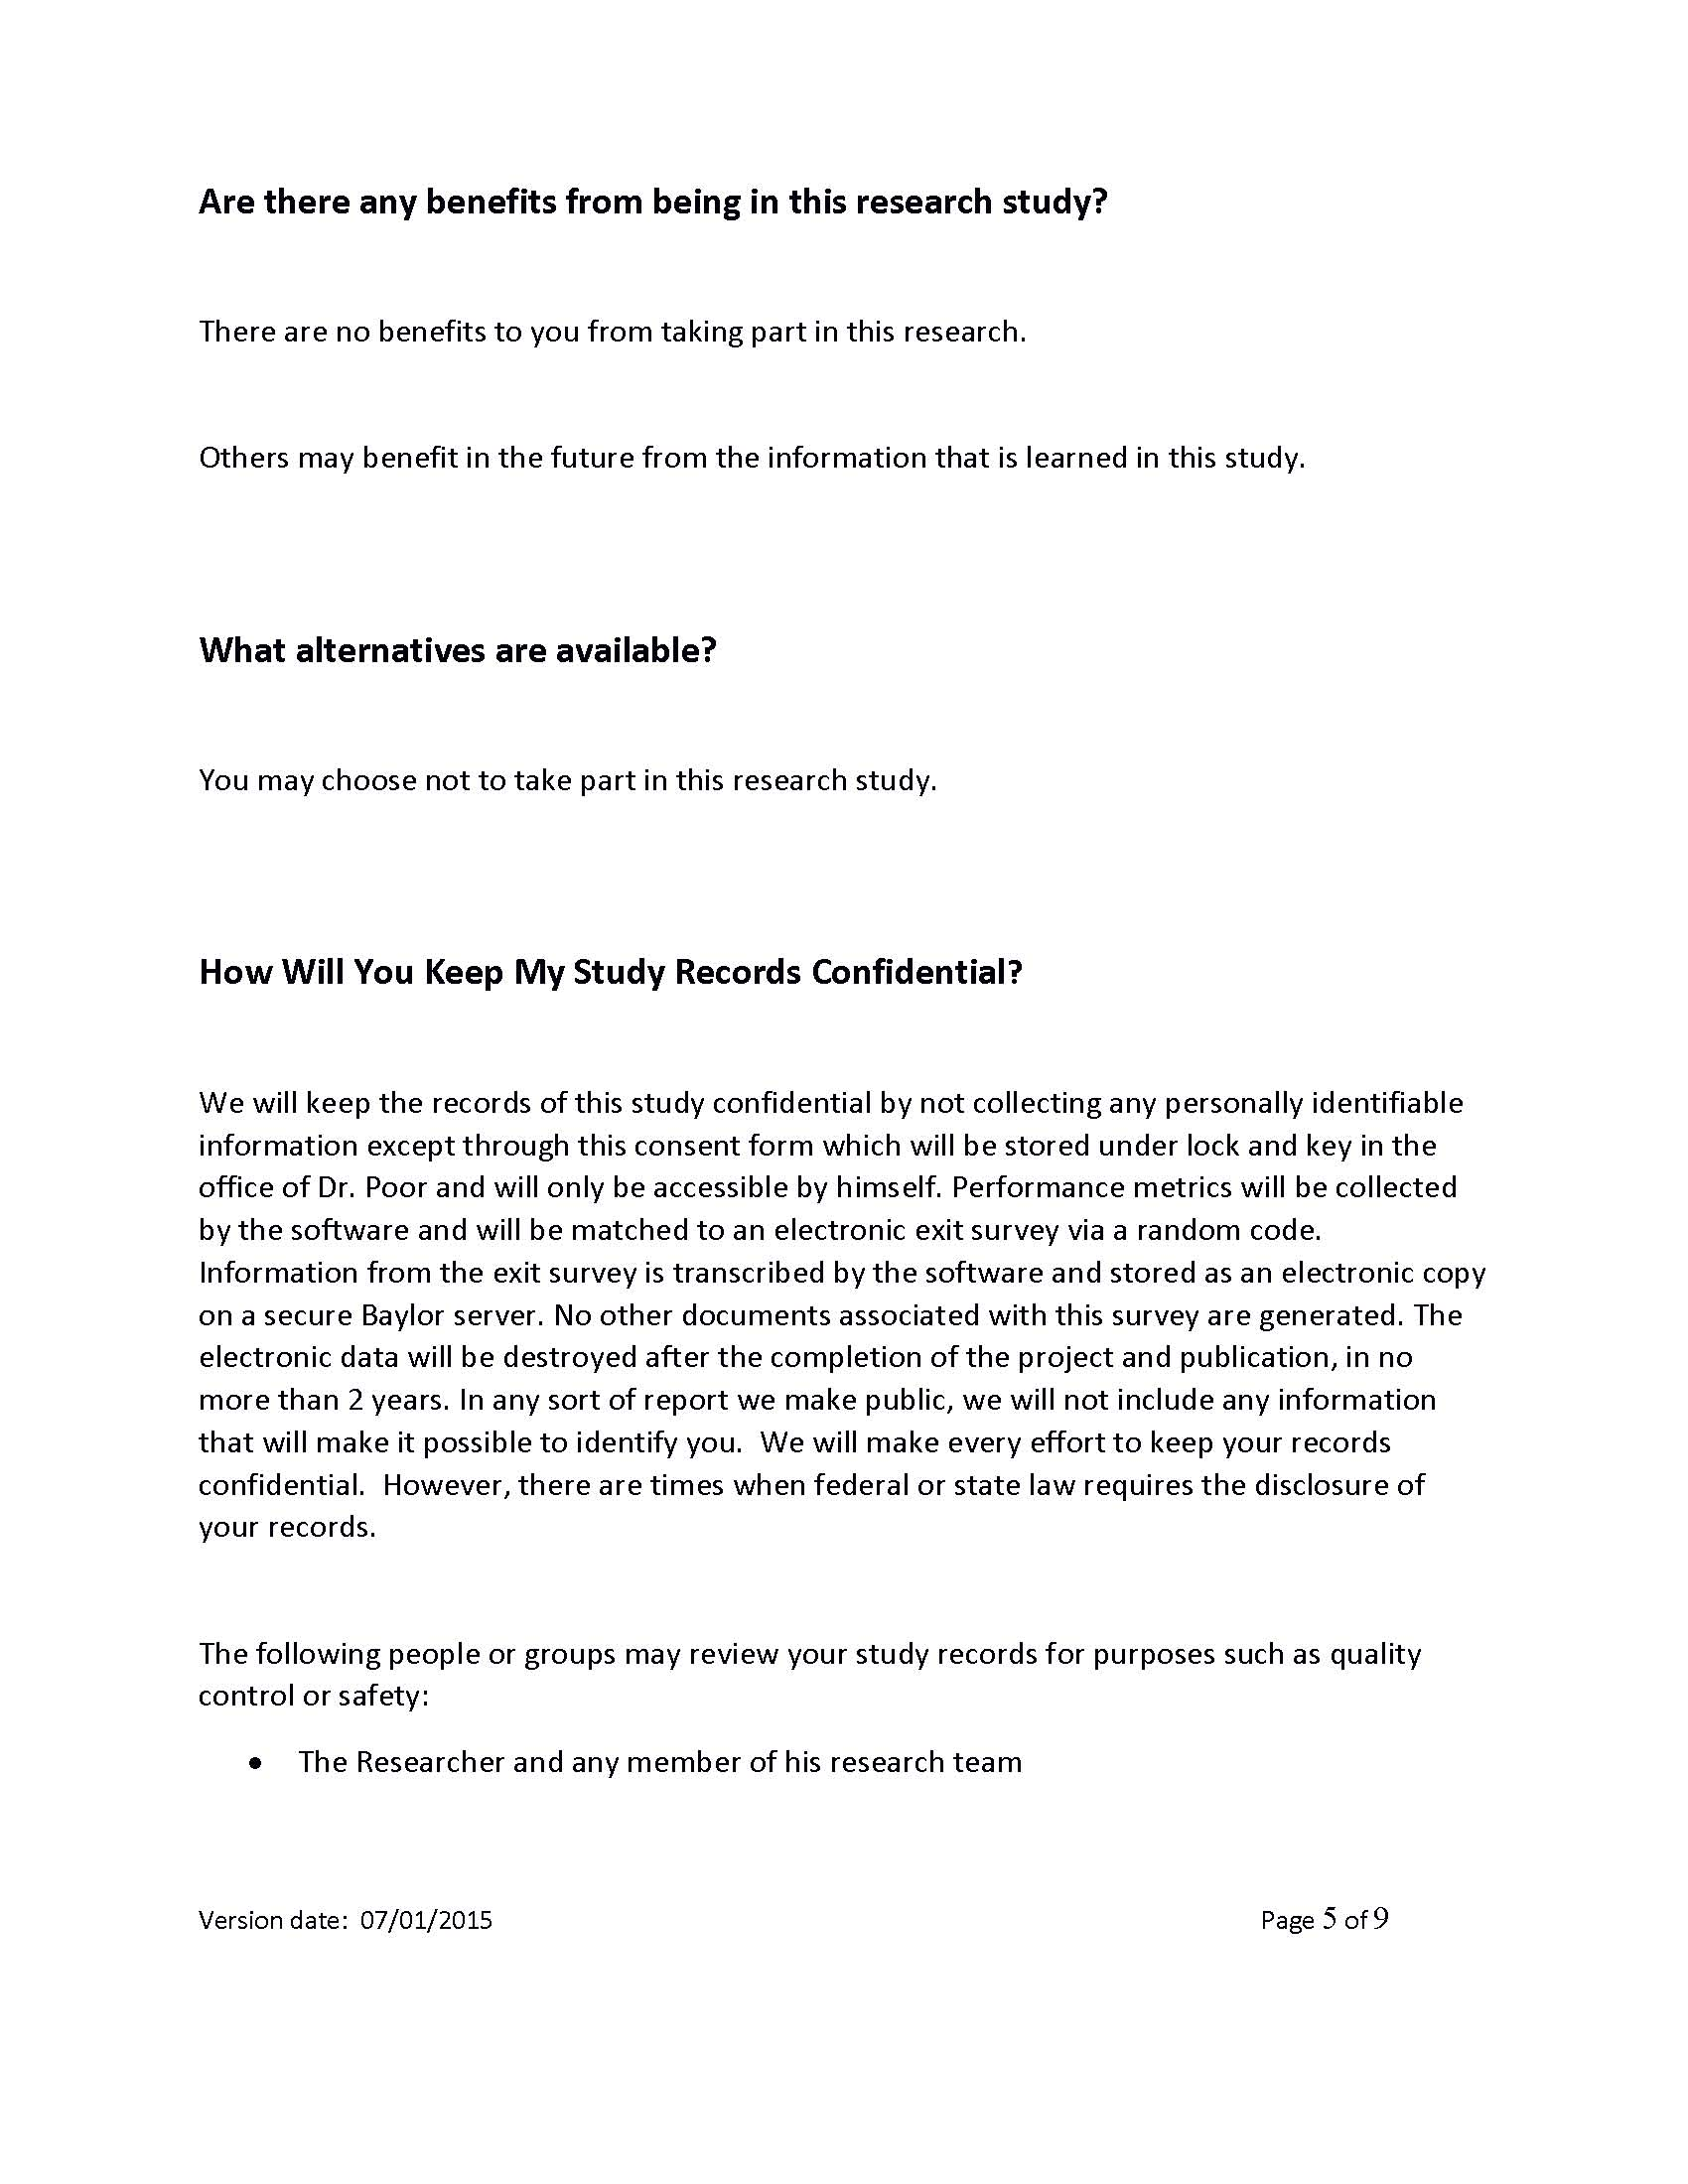 Are there any benefits from being in this research study?
There are no benefits to you from taking part in this research.
Others may benefit in the future from the information that is learned in this study.
What alternatives are available?
You may choose not to take part in this research study.
How Will You Keep My Study Records Confidential?
We will keep the records of this study confidential by not collecting any personally identifiable
information except through this consent form which will be stored under lock and key in the
office of Dr. Poor and will only be accessible by himself. Performance metrics will be collected
by the software and will be matched to an electronic exit survey via a random code.
Information from the exit survey is transcribed by the software and stored as an electronic copy
on a secure Baylor server. No other documents associated with this survey are generated. The
electronic data will be destroyed after the completion of the project and publication, in no
more than 2 years. In any sort of report we make public, we will not include any information
that will make it possible to identify you.  We will make every effort to keep your records
confidential.  However, there are times when federal or state law requires the disclosure of
your records.
The following people or groups may review your study records for purposes such as quality
control or safety:
• The Researcher and any member of his research team
Version date:  07/01/2015 Page 5 of 9